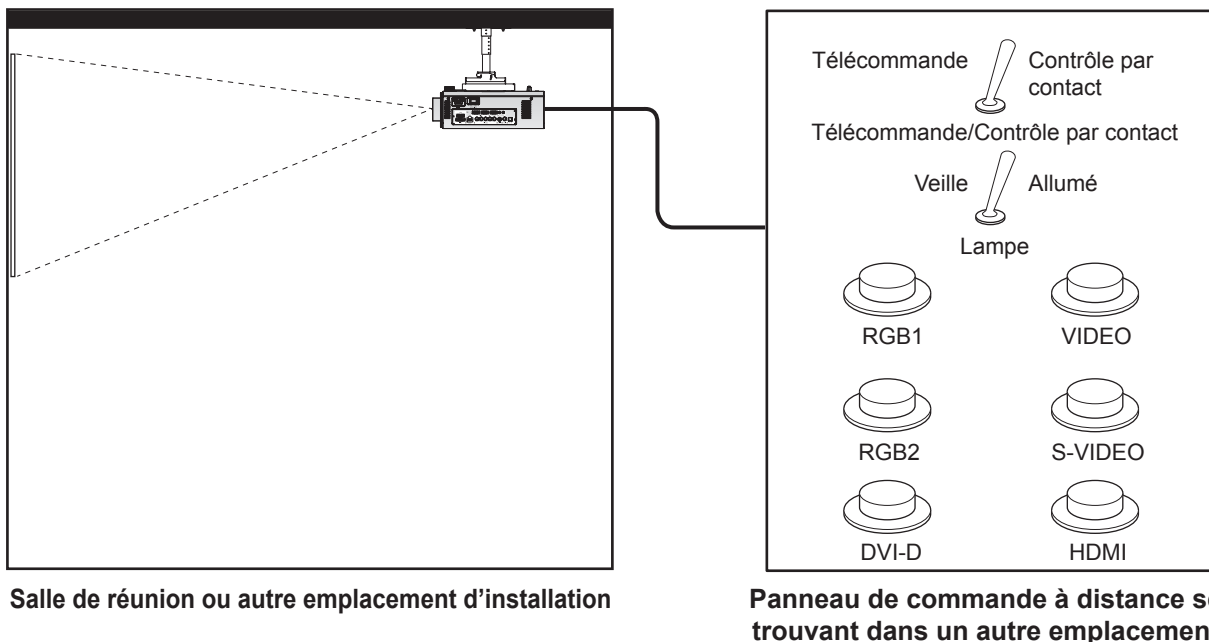 Télécommande
Contrôle par
contact
Télécommande/Contrôle par contact
Veille
Allumé
Lampe
RGB1
VIDEO
RGB2
S-VIDEO
DVI-D
HDMI
Salle de réunion ou autre emplacement d’installation
Panneau de commande à distance se
trouvant dans un autre emplacement